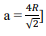 a = 4R/√2]